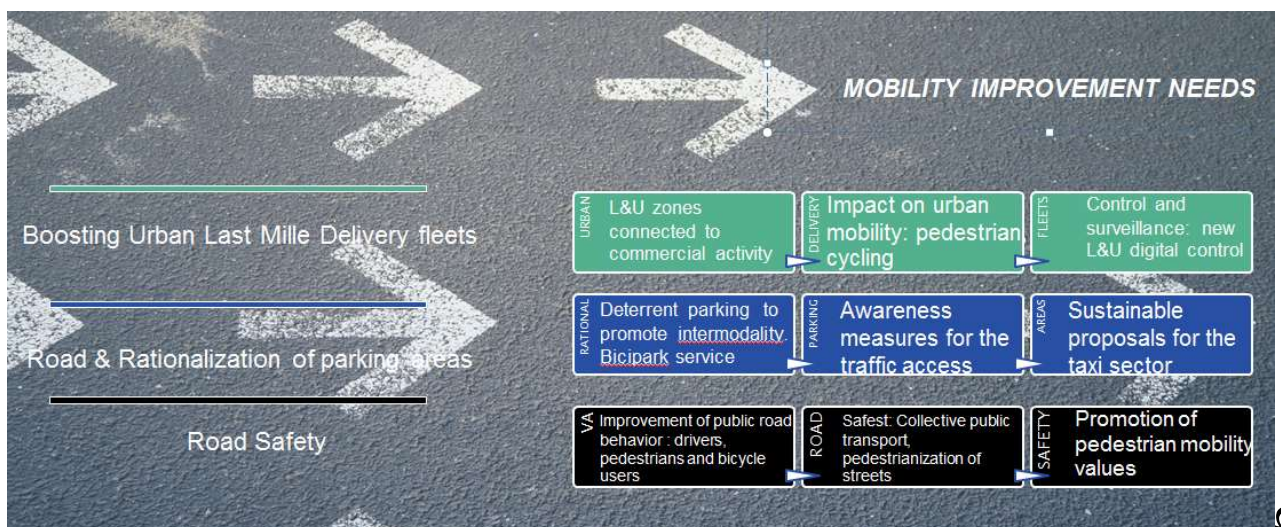 MOBILITY IMPROVEMENT NEEDS
Boosting Urban Last Mile Delivery fleets
Road & Rationalization of parking areas
Road Safety
URBAN
L&U zones
connected to
commercial activity
DELIVERY
Impact on urban
mobility: pedestrian,
cycling
FLEETS
Control and
surveillance: new
L&U digital control
RATIONAL
Deterrent parking to
promote intermodality.
Bicipark service
PARKING
Awareness
measures for the
traffic access
AREAS
Sustainable
proposals for the
taxi sector
VA
Improvement of public road
behavior : drivers,
pedestrians and bicycle
users
ROAD
Safest: Collective public
transport,
pedestrianization of
streets
SAFETY
Promotion of
pedestrian mobility
values